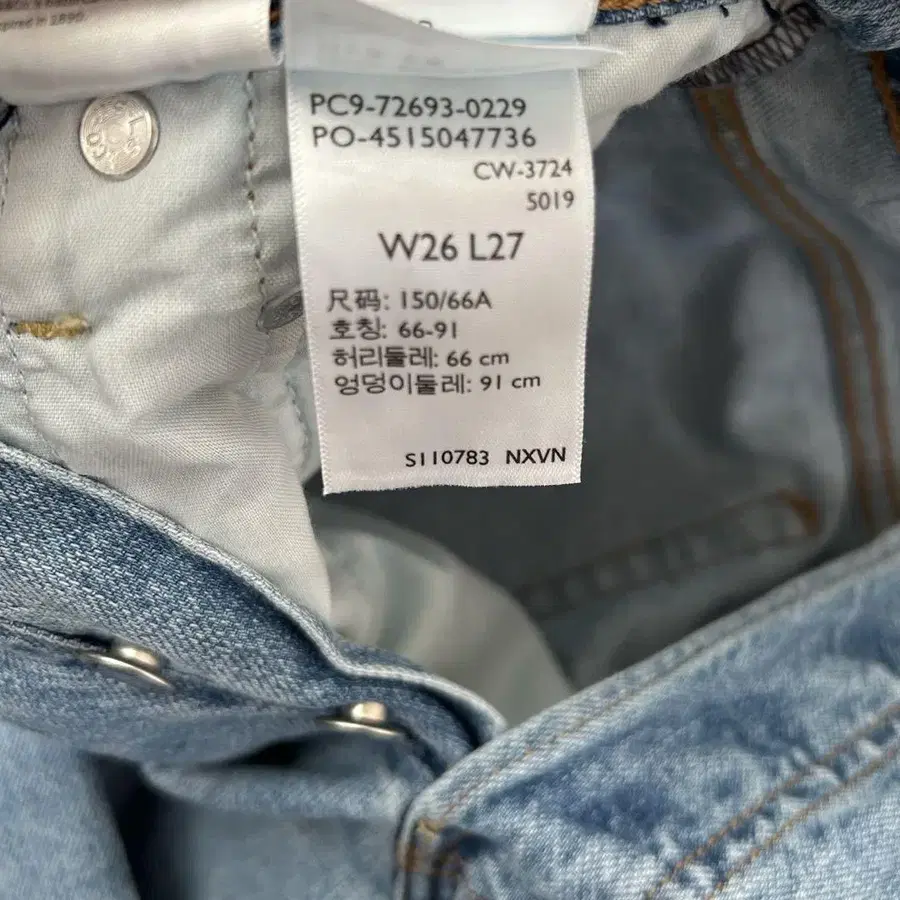 PC9-72693-0229
PO-4515047736
CW-3724
5019
W26 L27
尺码: 150/66A
호칭: 66-91
허리둘레: 66 cm
엉덩이둘레: 91 cm
S110783 NXVN